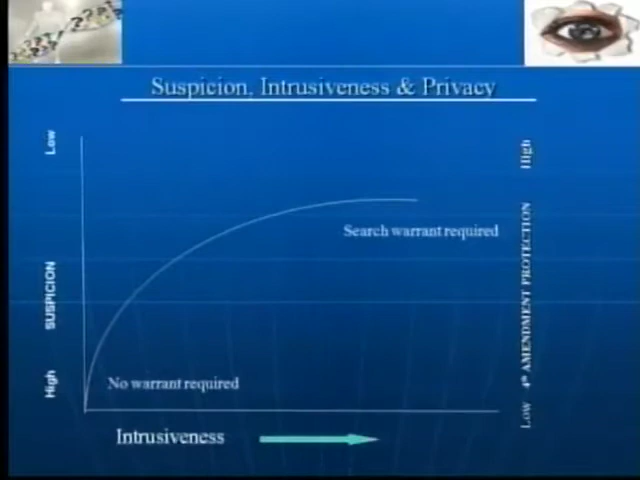 Suspicion, Intrusiveness & Privacy
Low
High
SUSPICION
4th AMENDMENT PROTECTION
Search warrant required
High
No warrant required
Low
Intrusiveness